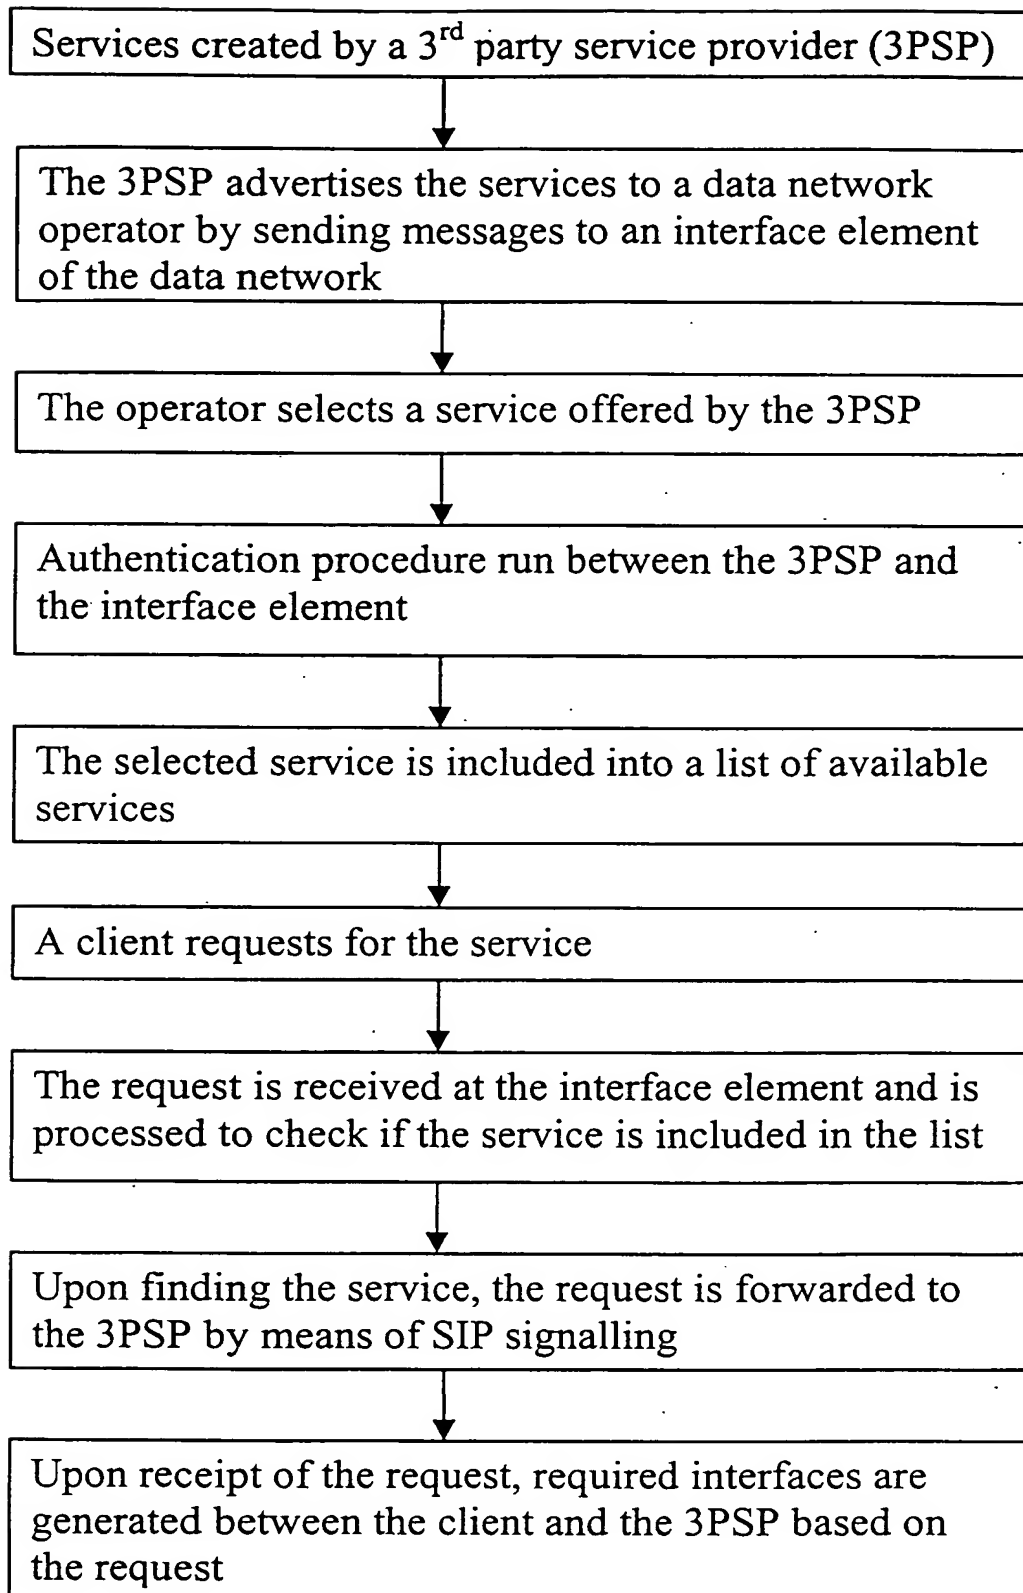 Services created by a 3rd party service provider (3PSP)
The 3PSP advertises the services to a data network
operator by sending messages to an interface element
of the data network
The operator selects a service offered by the 3PSP
Authentication procedure run between the 3PSP and
the interface element
The selected service is included into a list of available
services
A client requests for the service
The request is received at the interface element and is
processed to check if the service is included in the list
Upon finding the service, the request is forwarded to
the 3PSP by means of SIP signalling
Upon receipt of the request, required interfaces are
generated between the client and the 3PSP based on
the request